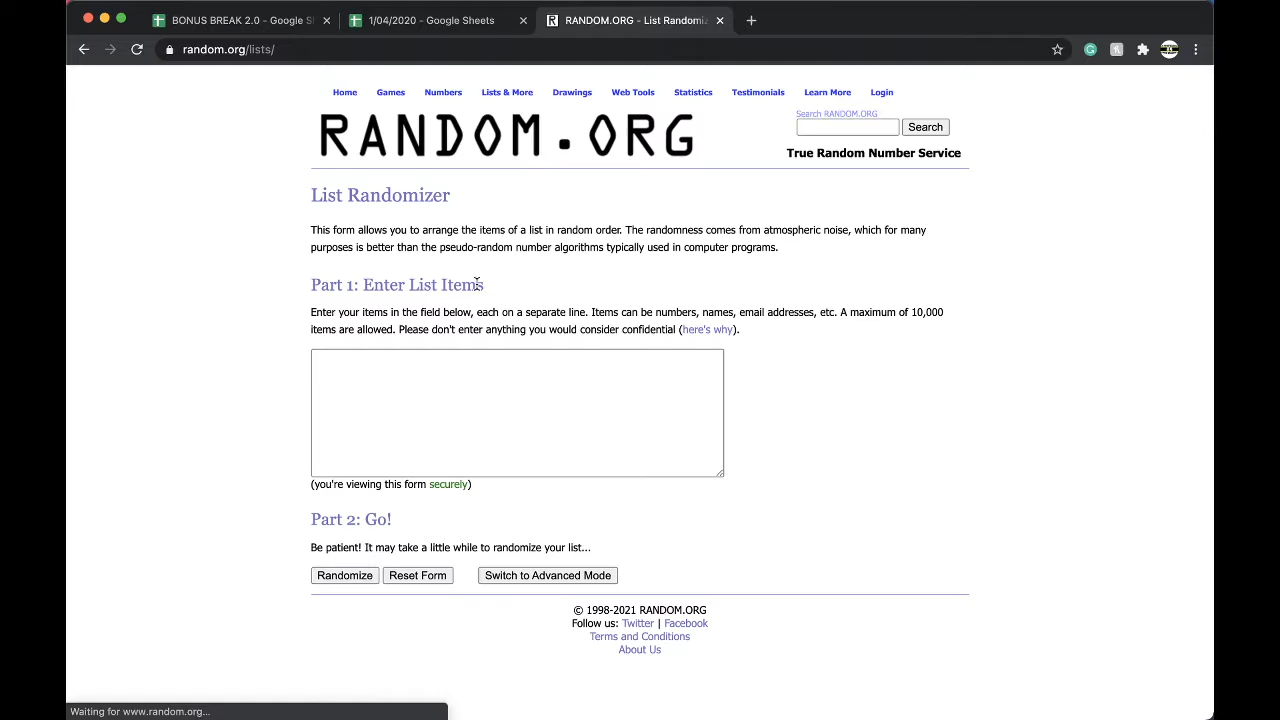 BONUS BREAK 2.0 - Google S
1/04/2020 - Google Sheets
RANDOM.ORG - List Randomiz
random.org/lists/
Home Games Numbers Lists & More Drawings Web Tools Statistics Testimonials Learn More Login
RANDOM.ORG
Search RANDOM.ORG
Search
True Random Number Service
List Randomizer
This form allows you to arrange the items of a list in random order. The randomness comes from atmospheric noise, which for many
purposes is better than the pseudo-random number algorithms typically used in computer programs.
Part 1: Enter List Items
Enter your items in the field below, each on a separate line. Items can be numbers, names, email addresses, etc. A maximum of 10,000
items are allowed. Please don't enter anything you would consider confidential (here's why).
(you're viewing this form securely)
Part 2: Go!
Be patient! It may take a little while to randomize your list...
Randomize Reset Form Switch to Advanced Mode
© 1998-2021 RANDOM.ORG
Follow us: Twitter | Facebook
Terms and Conditions
About Us
Waiting for www.random.org...